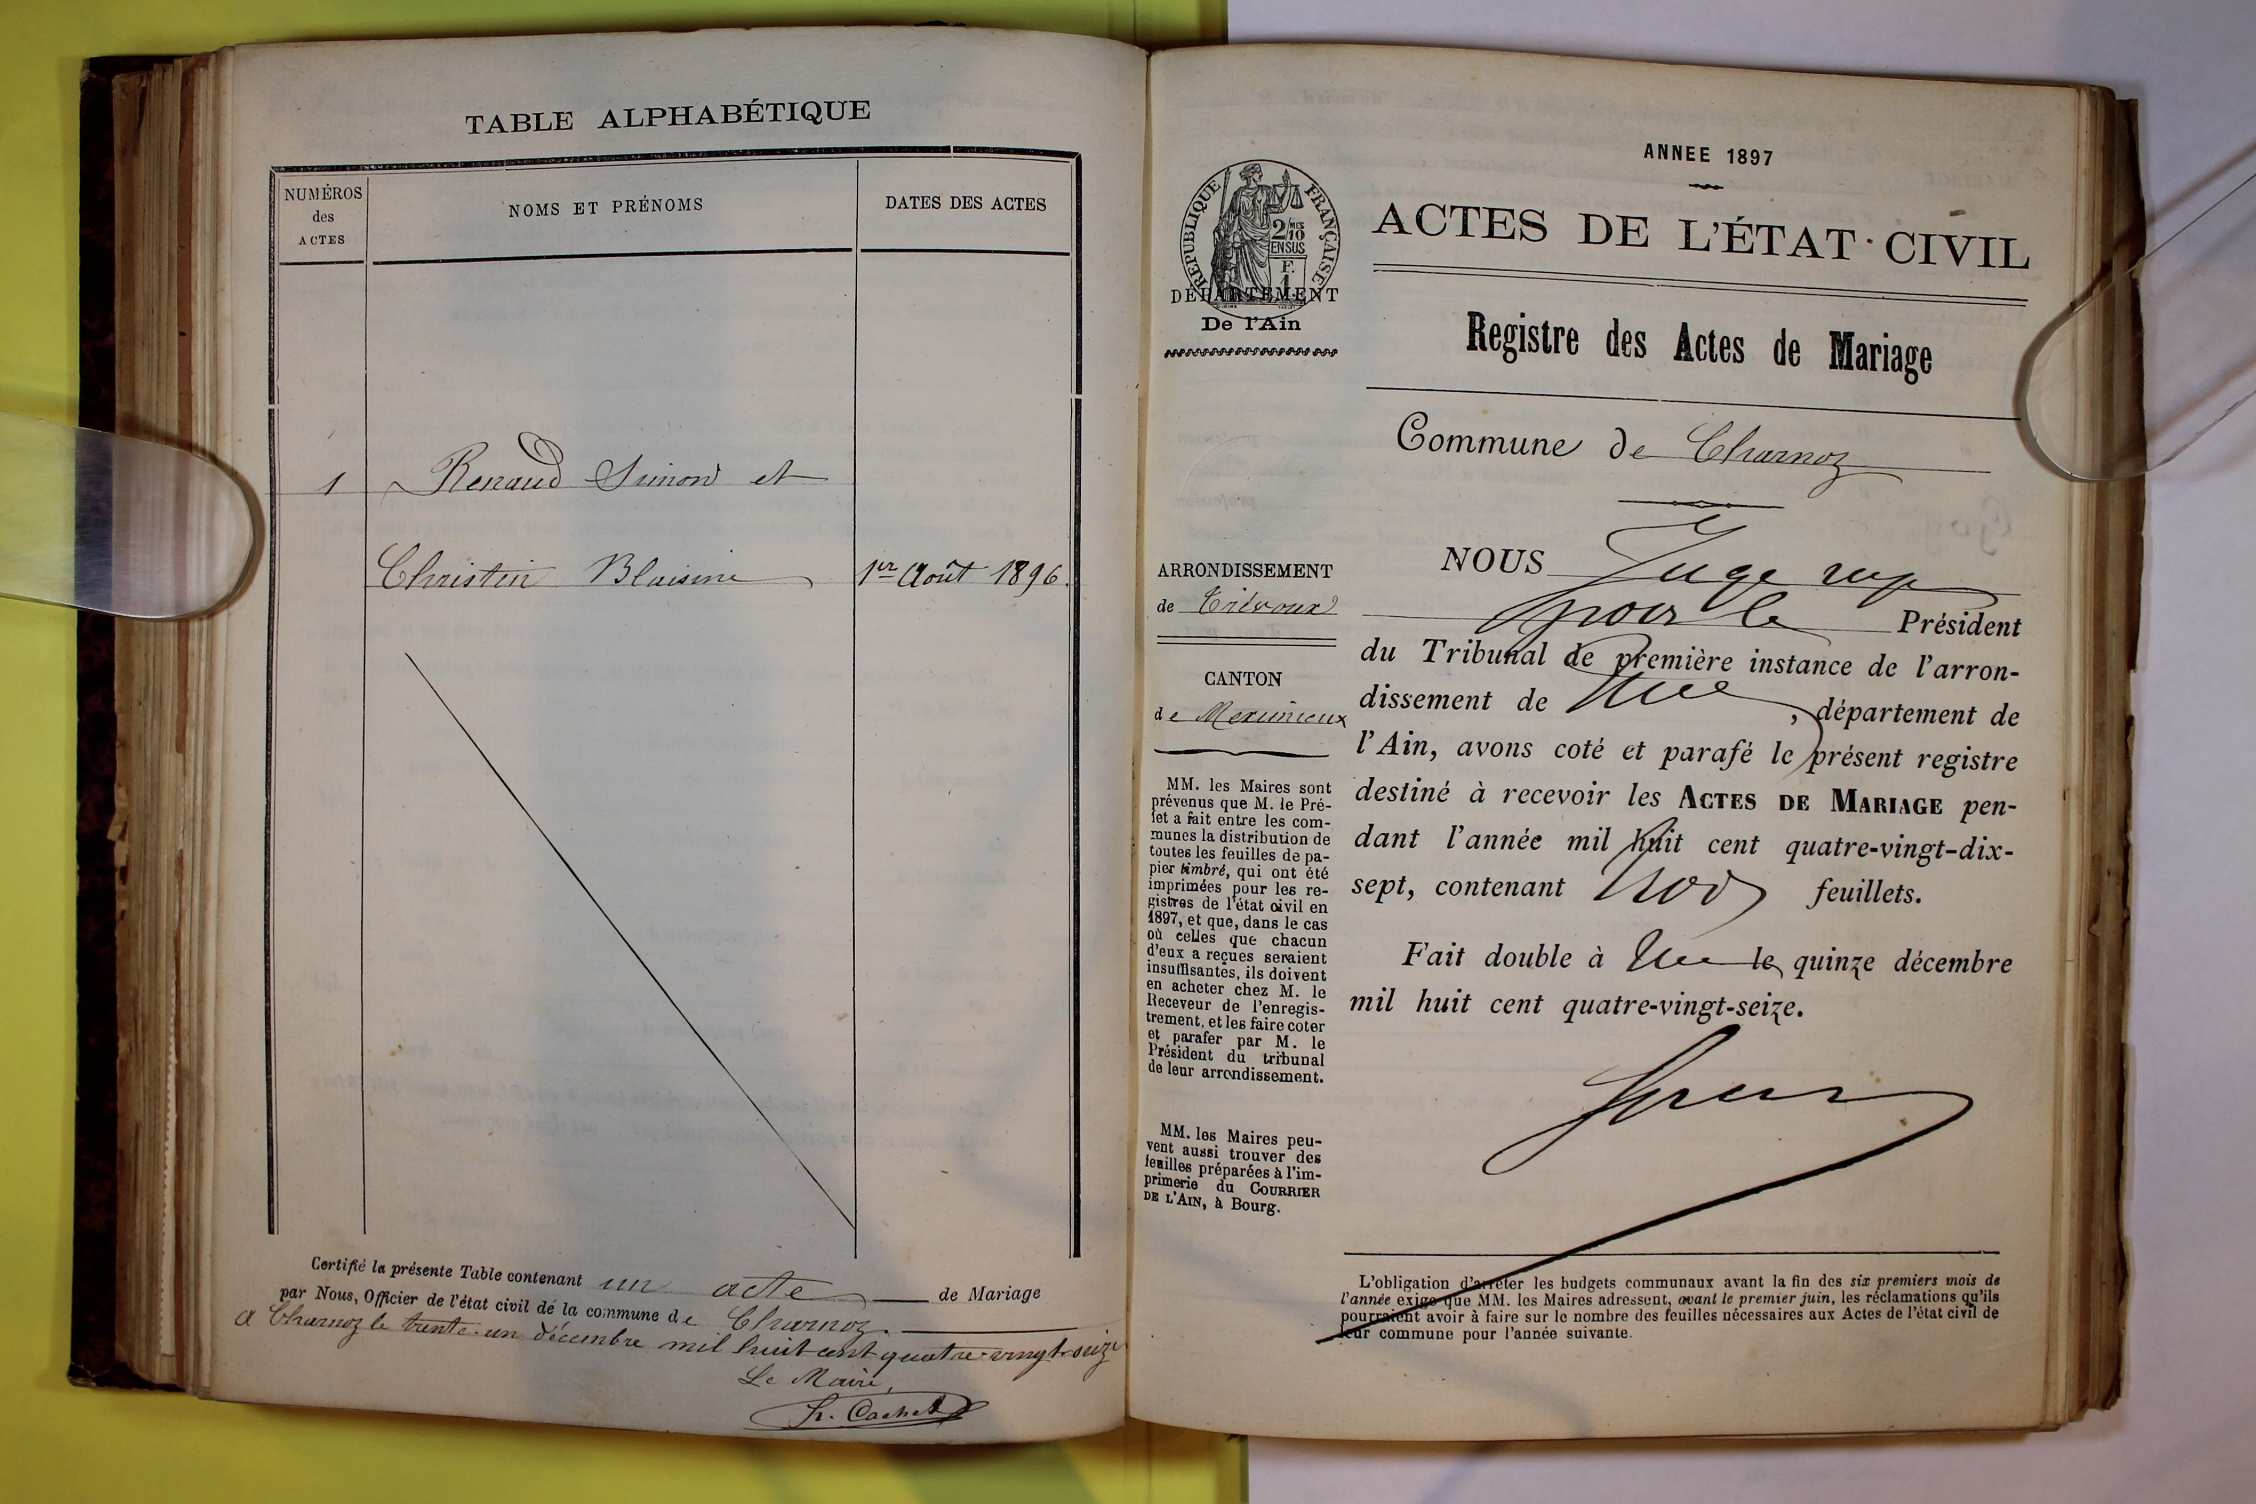 TABLE ALPHABÉTIQUE
NUMÉROS
des
ACTES
NOMS ET PRÉNOMS
DATES DES ACTES
1 Renaud Simon et
Christin Blaisine 1er Août 1896.
Certifié la présente Table contenant un acte de Mariage
par Nous, Officier de l'état civil de la commune de Charnoz.
A Charnoz le trente-un décembre mil huit cent quatre-vingt-seize
Le Maire,
Cachet
ANNEE 1897
RÉPUBLIQUE FRANÇAISE
2/10 MES
EN SUS
F.
1
DÉPARTEMENT
De l'Ain
ARRONDISSEMENT
de Trévoux
CANTON
de Meximieux
MM. les Maires sont
prévenus que M. le Pré-
fet a fait entre les com-
munes la distribution de
toutes les feuilles de pa-
pier timbré, qui ont été
imprimées pour les re-
gistres de l'état civil en
1897, et que, dans le cas
où celles que chacun
d'eux a reçues seraient
insuffisantes, ils doivent
en acheter chez M. le
Receveur de l'enregis-
trement, et les faire coter
et parafer par M. le
Président du tribunal
de leur arrondissement.
MM. les Maires peu-
vent aussi trouver des
feuilles préparées à l'im-
primerie du COURRIER
DE L'AIN, à Bourg.
ACTES DE L'ÉTAT CIVIL
Registre des Actes de Mariage
Commune de Charnoz
NOUS Juge
pour le Président
du Tribunal de première instance de l'arron-
dissement de , département de
l'Ain, avons coté et parafé le présent registre
destiné à recevoir les ACTES DE MARIAGE pen-
dant l'année mil huit cent quatre-vingt-dix-
sept, contenant trois feuillets.
Fait double à le quinze décembre
mil huit cent quatre-vingt-seize.
L'obligation d'arrêter les budgets communaux avant la fin des six premiers mois de
l'année exige que MM. les Maires adressent, avant le premier juin, les réclamations qu'ils
pourraient avoir à faire sur le nombre des feuilles nécessaires aux Actes de l'état civil de
leur commune pour l'année suivante.